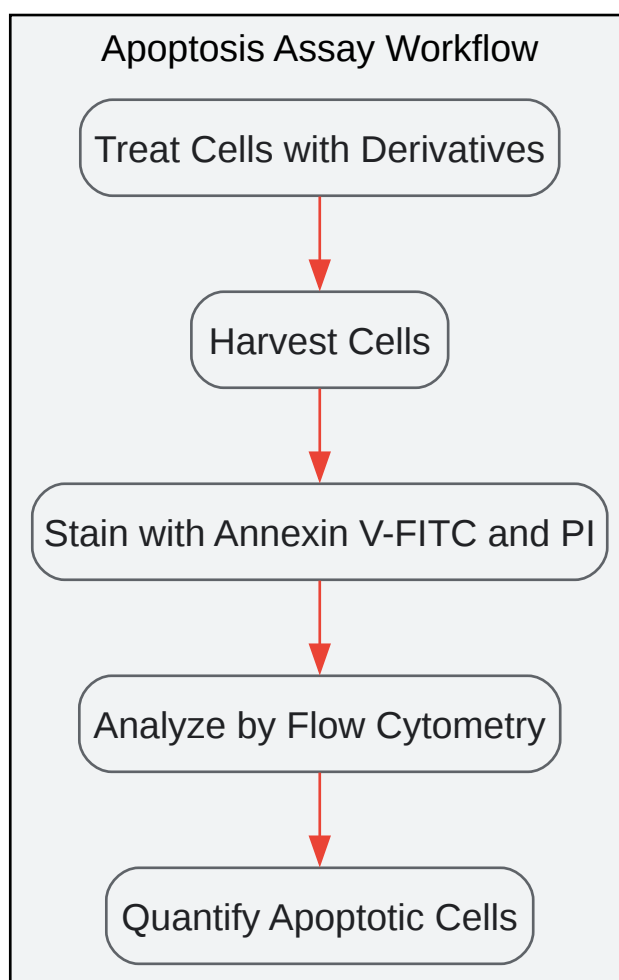 Apoptosis Assay Workflow
Treat Cells with Derivatives
Harvest Cells
Stain with Annexin V-FITC and PI
Analyze by Flow Cytometry
Quantify Apoptotic Cells